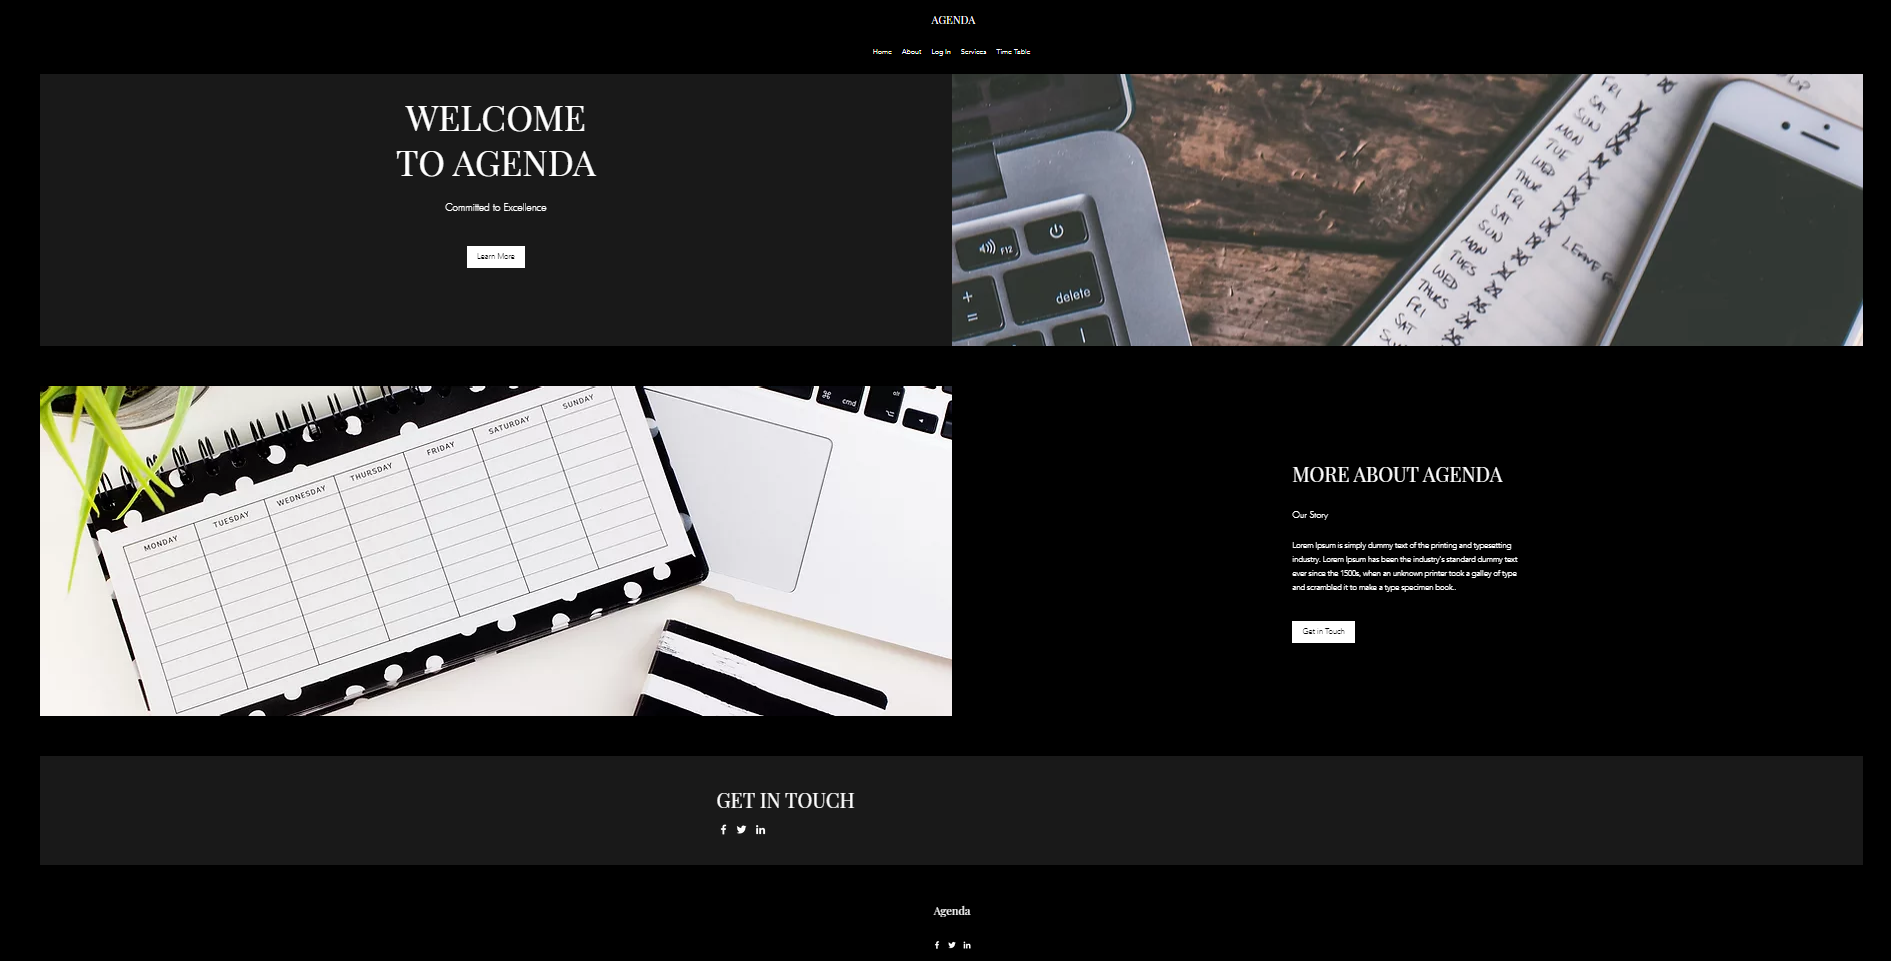 AGENDA
Home About Log In Services Time Table
WELCOME
TO AGENDA
Committed to Excellence
Learn More
FRI
SAT
SUN
MON
TUE
WED
THUR
FRI
SAT
SUN
MON
TUES
WED
THURS
FRI
SAT
LEAVE
F12
delete
+
=
cmd
alt
MONDAY TUESDAY WEDNESDAY THURSDAY FRIDAY SATURDAY SUNDAY
MORE ABOUT AGENDA
Our Story
Lorem Ipsum is simply dummy text of the printing and typesetting
industry. Lorem Ipsum has been the industry's standard dummy text
ever since the 1500s, when an unknown printer took a galley of type
and scrambled it to make a type specimen book..
Get in Touch
GET IN TOUCH
Agenda